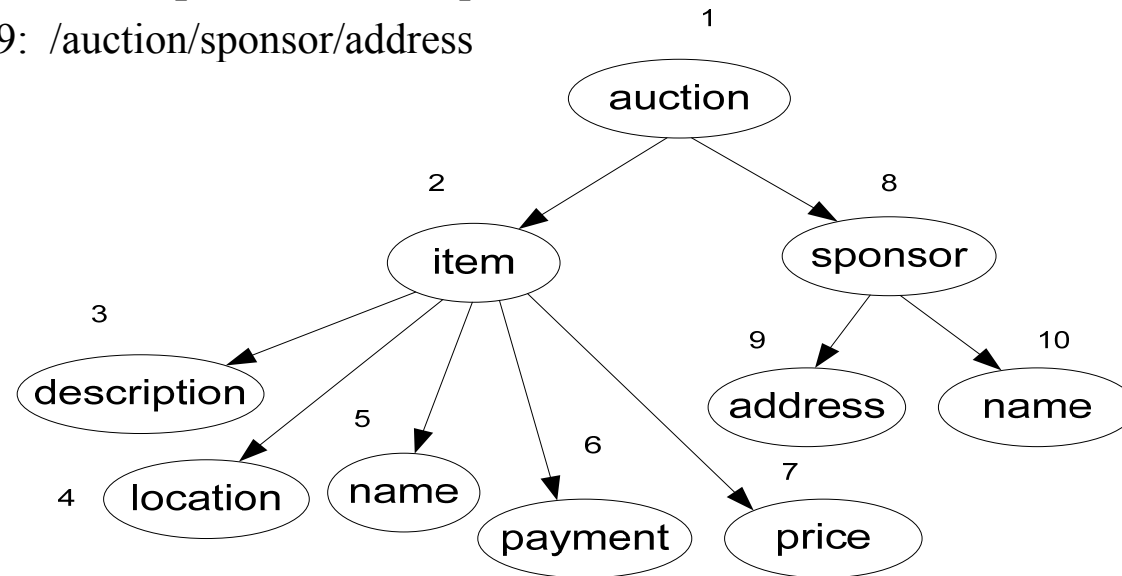 1
9: /auction/sponsor/address
auction
2
8
item
sponsor
3
9
10
description
address
name
5
6
7
4
location
name
payment
price